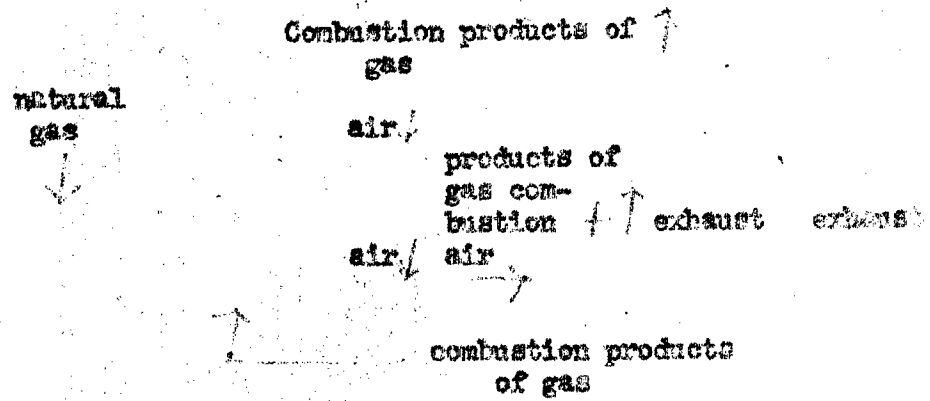 Combustion products of ↑
gas
natural
gas
↓
air ↓
products of
gas com-
bustion + ↑ exhaust exhaust
air ↓ air
→
↑
combustion products
of gas